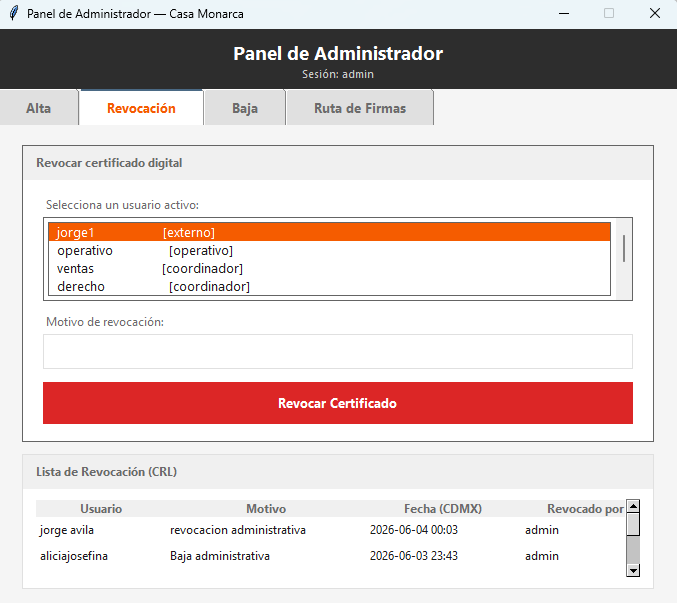 Panel de Administrador — Casa Monarca
Panel de Administrador
Sesión: admin
Alta Revocación Baja Ruta de Firmas
Revocar certificado digital
Selecciona un usuario activo:
jorge1 [externo]
operativo [operativo]
ventas [coordinador]
derecho [coordinador]
Motivo de revocación:
Revocar Certificado
Lista de Revocación (CRL)
Usuario Motivo Fecha (CDMX) Revocado por
jorge avila revocacion administrativa 2026-06-04 00:03 admin
aliciajosefina Baja administrativa 2026-06-03 23:43 admin